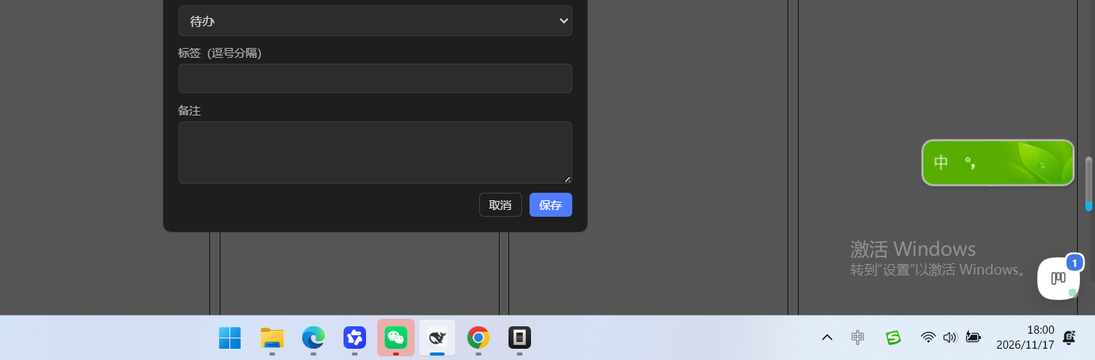 待办
标签（逗号分隔）
备注
取消 保存
中 °,
激活 Windows
转到"设置"以激活 Windows。
1
中
18:00
2026/11/17